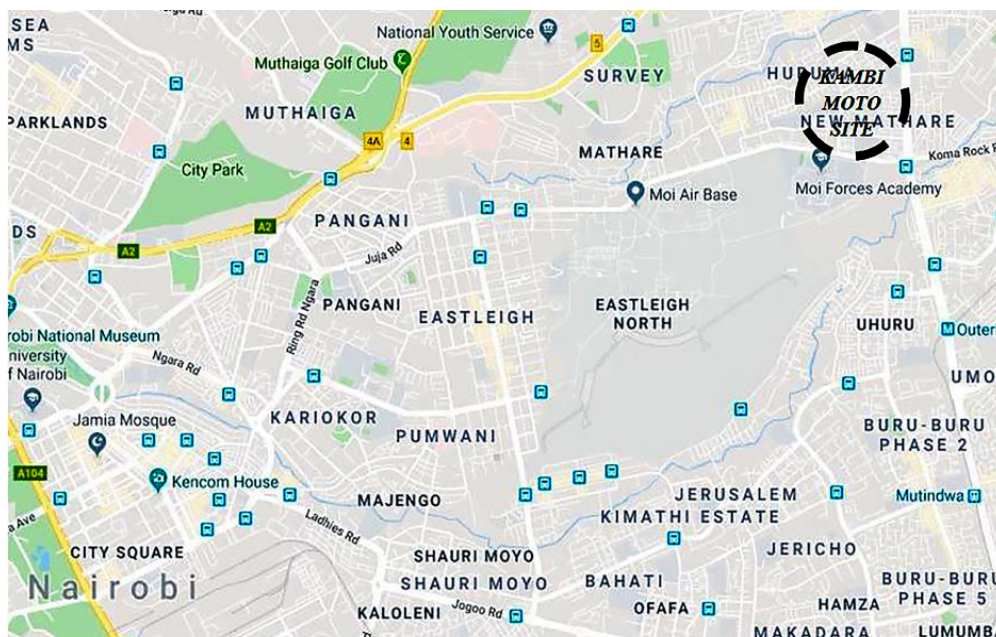 SEA
MS
National Youth Service
5
Muthaiga Golf Club
SURVEY
HURUMA
KAMBI
MOTO
SITE
MUTHAIGA
PARKLANDS
NEW MATHARE
4A
4
City Park
MATHARE
Koma Rock R
Moi Air Base
Moi Forces Academy
PANGANI
DS
A2
A2
Juja Rd
PANGANI
Ring Rd Ngara
EASTLEIGH
EASTLEIGH
NORTH
UHURU
Outer
robi National Museum
niversity
f Nairobi
Ngara Rd
UMO
Jamia Mosque
KARIOKOR
PUMWANI
BURU-BURU
PHASE 2
A104
Kencom House
MAJENGO
JERUSALEM
Mutindwa
KIMATHI ESTATE
a Ave
Ladhies Rd
CITY SQUARE
SHAURI MOYO
JERICHO
Nairobi
SHAURI MOYO
BAHATI
BURU-BURU
PHASE 5
KALOLENI
Jogoo Rd
OFAFA
HAMZA
MAKADARA
LUMUMB